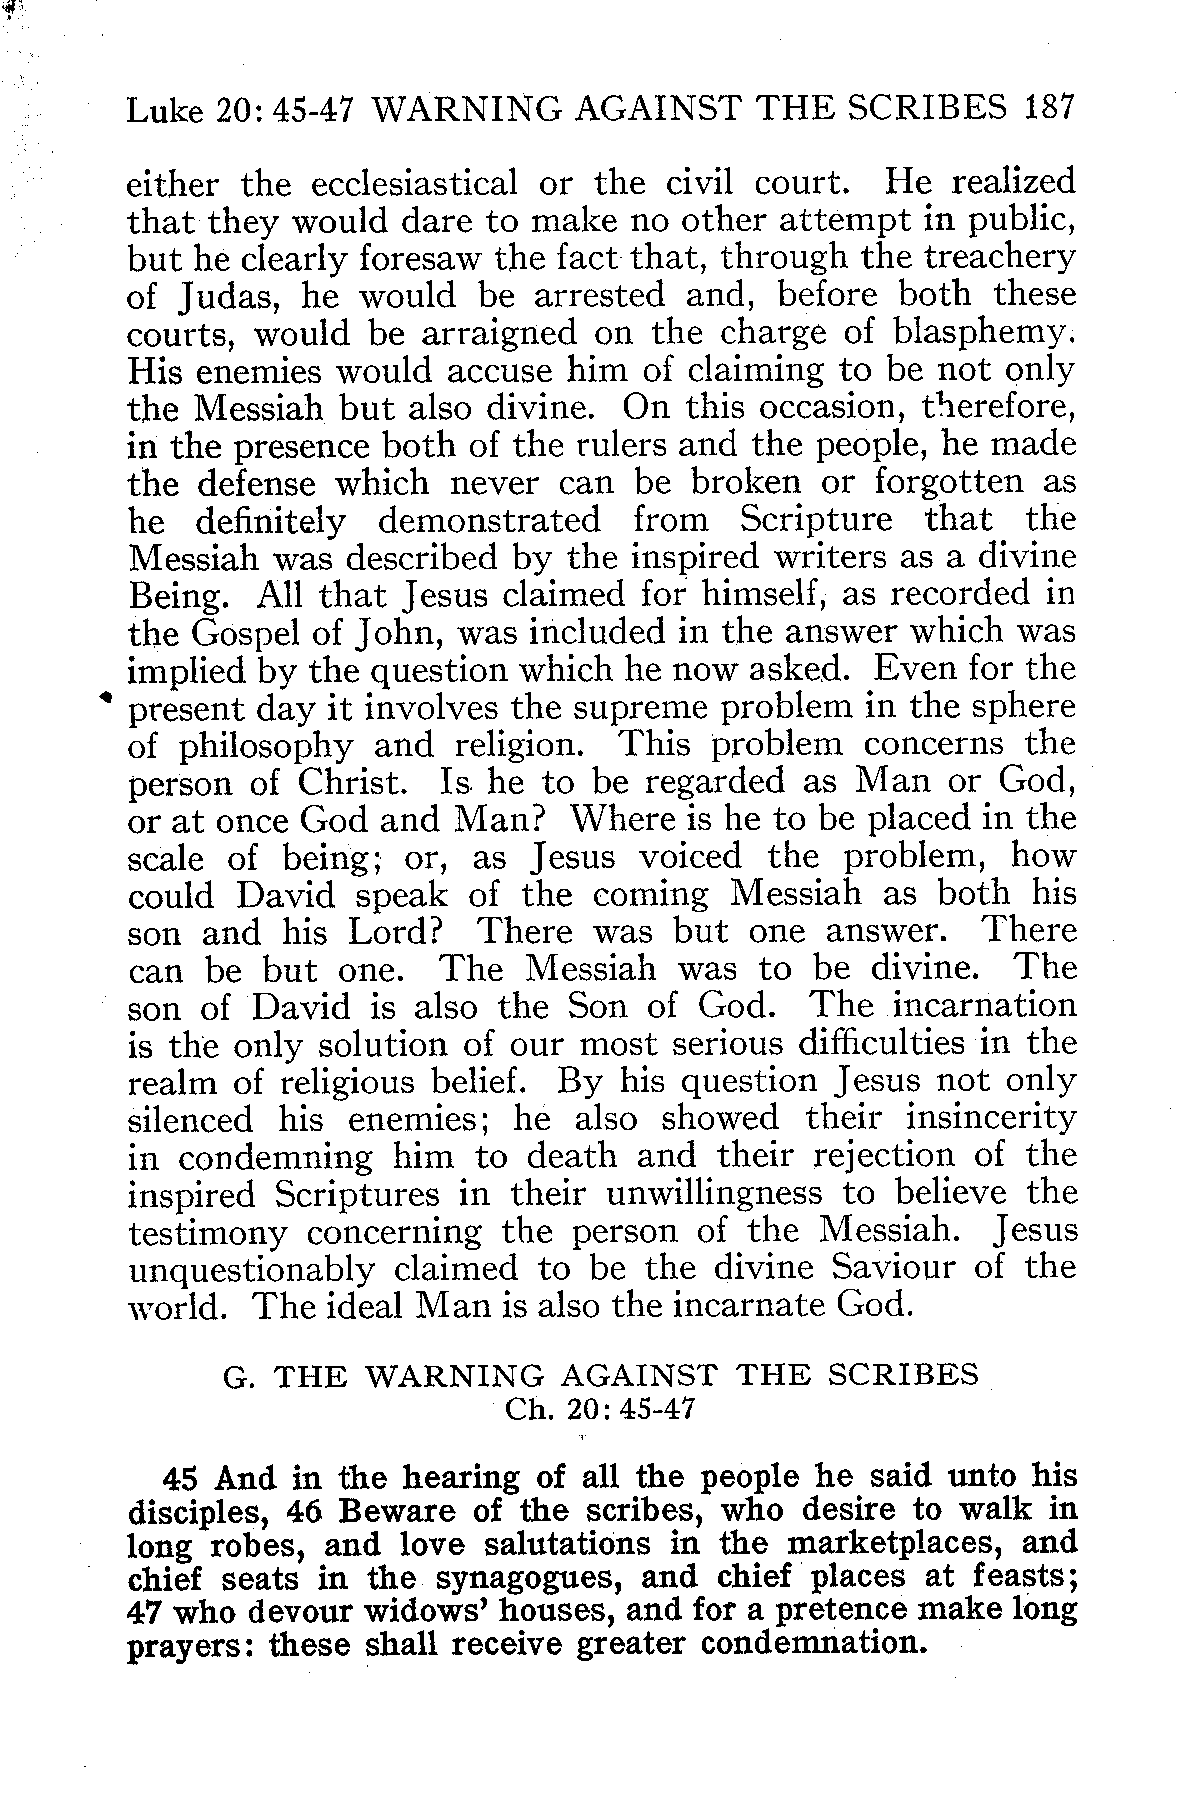 Luke 20: 45-47 WARNING AGAINST THE SCRIBES 187
either the ecclesiastical or the civil court. He realized
that they would dare to make no other attempt in public,
but he clearly foresaw the fact that, through the treachery
of Judas, he would be arrested and, before both these
courts, would be arraigned on the charge of blasphemy.
His enemies would accuse him of claiming to be not only
the Messiah but also divine. On this occasion, therefore,
in the presence both of the rulers and the people, he made
the defense which never can be broken or forgotten as
he definitely demonstrated from Scripture that the
Messiah was described by the inspired writers as a divine
Being. All that Jesus claimed for himself, as recorded in
the Gospel of John, was included in the answer which was
implied by the question which he now asked. Even for the
present day it involves the supreme problem in the sphere
of philosophy and religion. This problem concerns the
person of Christ. Is he to be regarded as Man or God,
or at once God and Man? Where is he to be placed in the
scale of being; or, as Jesus voiced the problem, how
could David speak of the coming Messiah as both his
son and his Lord? There was but one answer. There
can be but one. The Messiah was to be divine. The
son of David is also the Son of God. The incarnation
is the only solution of our most serious difficulties in the
realm of religious belief. By his question Jesus not only
silenced his enemies; he also showed their insincerity
in condemning him to death and their rejection of the
inspired Scriptures in their unwillingness to believe the
testimony concerning the person of the Messiah. Jesus
unquestionably claimed to be the divine Saviour of the
world. The ideal Man is also the incarnate God.
G. THE WARNING AGAINST THE SCRIBES
Ch. 20: 45-47
45 And in the hearing of all the people he said unto his
disciples, 46 Beware of the scribes, who desire to walk in
long robes, and love salutations in the marketplaces, and
chief seats in the synagogues, and chief places at feasts;
47 who devour widows' houses, and for a pretence make long
prayers: these shall receive greater condemnation.